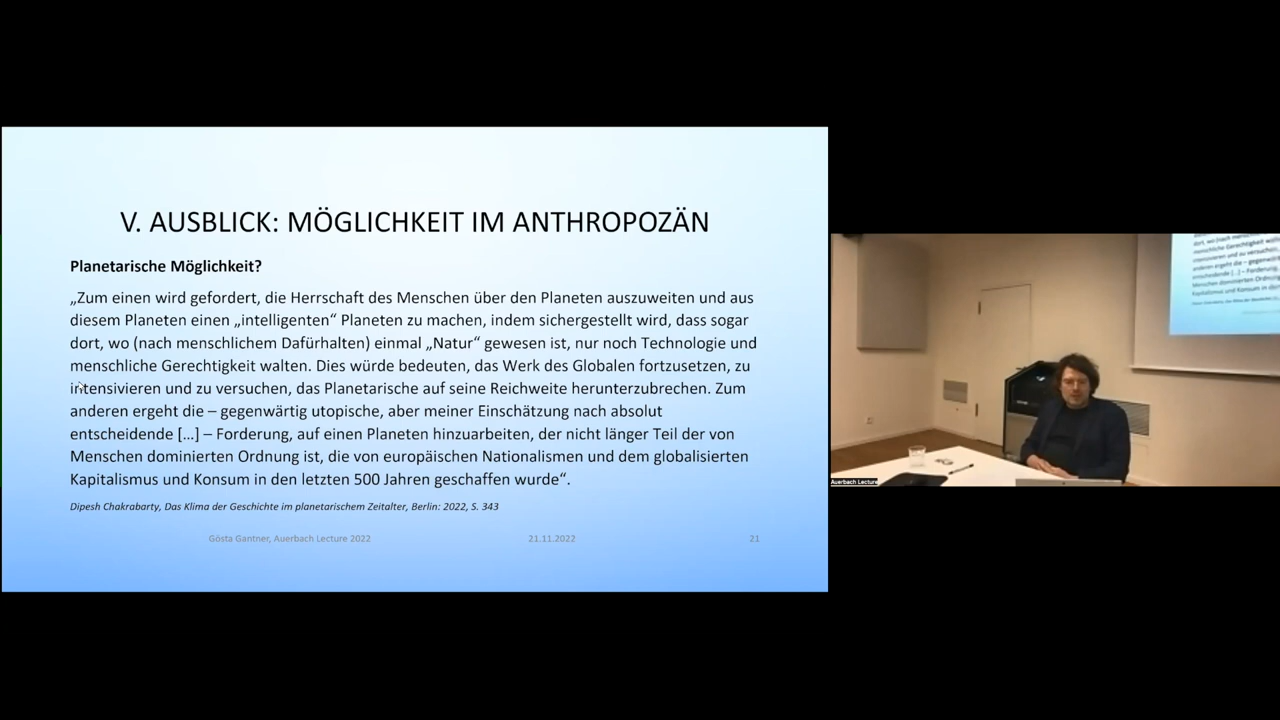 V. AUSBLICK: MÖGLICHKEIT IM ANTHROPOZÄN
Planetarische Möglichkeit?
„Zum einen wird gefordert, die Herrschaft des Menschen über den Planeten auszuweiten und aus
diesem Planeten einen „intelligenten“ Planeten zu machen, indem sichergestellt wird, dass sogar
dort, wo (nach menschlichem Dafürhalten) einmal „Natur“ gewesen ist, nur noch Technologie und
menschliche Gerechtigkeit walten. Dies würde bedeuten, das Werk des Globalen fortzusetzen, zu
intensivieren und zu versuchen, das Planetarische auf seine Reichweite herunterzubrechen. Zum
anderen ergeht die – gegenwärtig utopische, aber meiner Einschätzung nach absolut
entscheidende [...] – Forderung, auf einen Planeten hinzuarbeiten, der nicht länger Teil der von
Menschen dominierten Ordnung ist, die von europäischen Nationalismen und dem globalisierten
Kapitalismus und Konsum in den letzten 500 Jahren geschaffen wurde“.
Dipesh Chakrabarty, Das Klima der Geschichte im planetarischem Zeitalter, Berlin: 2022, S. 343
Gösta Gantner, Auerbach Lecture 2022
21.11.2022
21
Auerbach Lecture